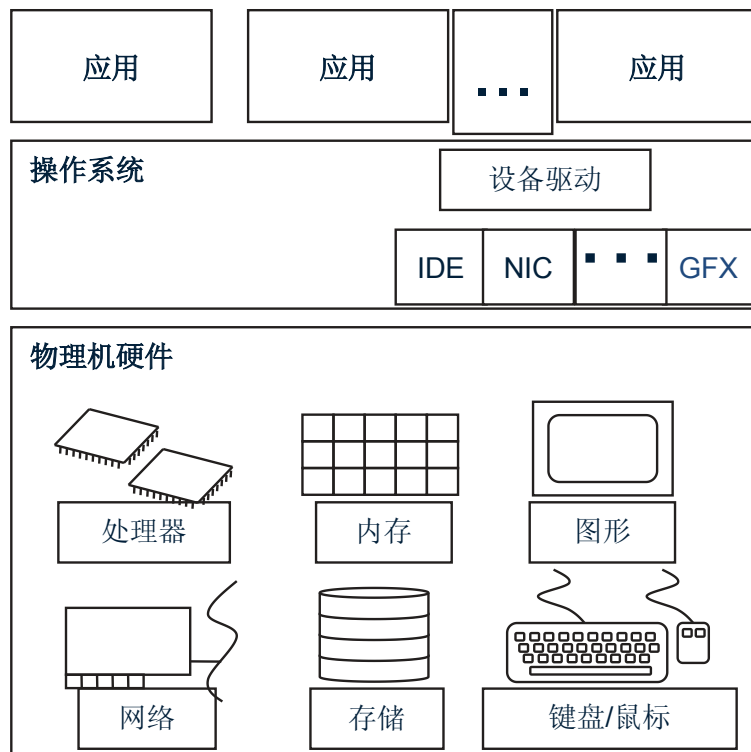 应用 应用 ... 应用
操作系统
设备驱动
IDE NIC ... GFX
物理机硬件
处理器 内存 图形
网络 存储 键盘/鼠标